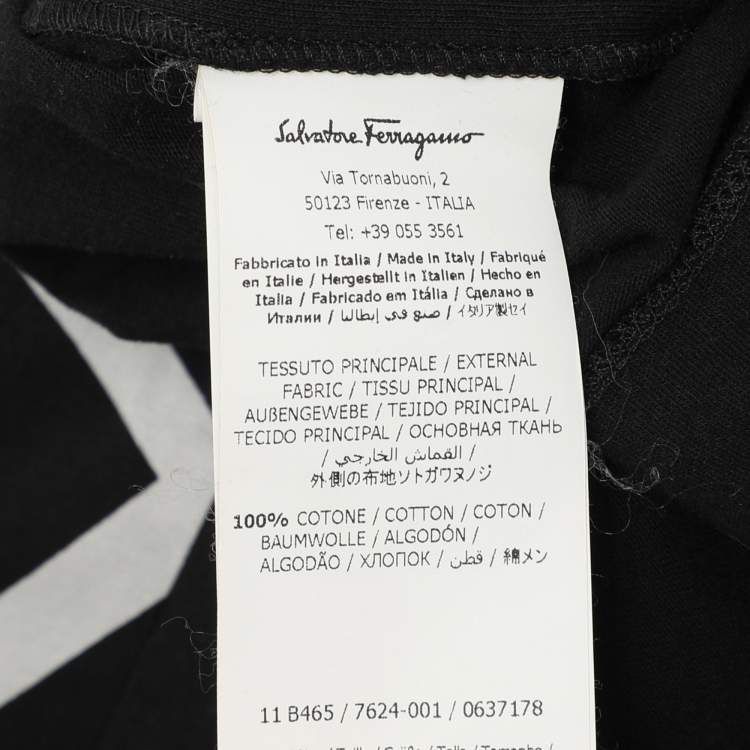 Salvatore Ferragamo
Via Tornabuoni, 2
50123 Firenze - ITALIA
Tel: +39 055 3561
Fabbricato in Italia / Made in Italy / Fabriqué
en Italie / Hergestellt in Italien / Hecho en
Italia / Fabricado em Itália / Сделано в
Италии / صنع في إيطاليا / イタリア製セイ
TESSUTO PRINCIPALE / EXTERNAL
FABRIC / TISSU PRINCIPAL /
AUßENGEWEBE / TEJIDO PRINCIPAL /
TECIDO PRINCIPAL / ОСНОВНАЯ ТКАНЬ
/ القماش الخارجي /
外側の布地ソトガワヌノジ
100% COTONE / COTTON / COTON /
BAUMWOLLE / ALGODÓN /
ALGODÃO / ХЛОПОК / قطن / 綿メン
11 B465 / 7624-001 / 0637178